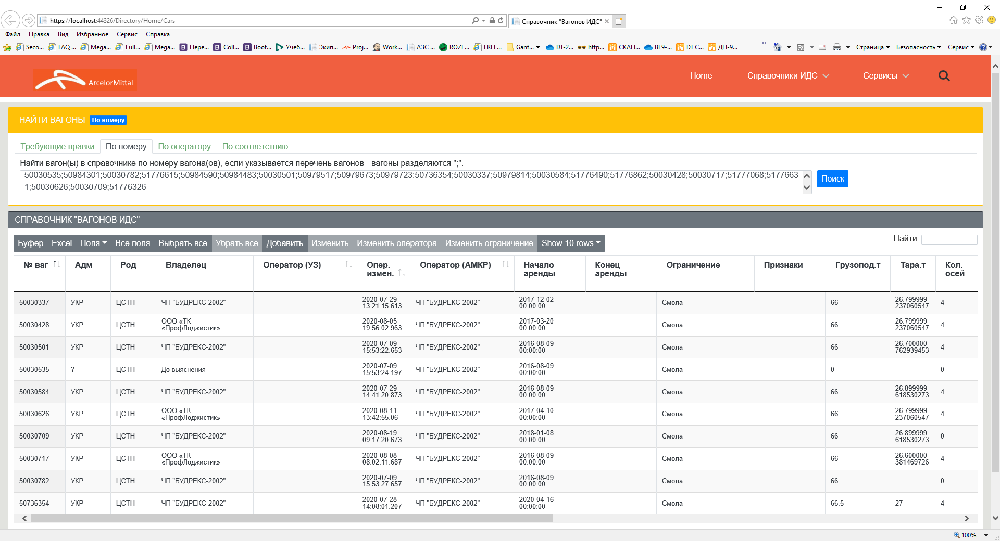 https://localhost:44326/Directory/Home/Cars
Справочник "Вагонов ИДС"
Файл Правка Вид Избранное Сервис Справка
Seco... FAQ ... Mega... Full... Mega... Пере... Coll... Boot... Учеб... Экип... Proj... Work... АЗС ... ROZE... FREE... Gant... DT-2... http... СКАН... BF9-... DT C... ДП-9... Страница Безопасность Сервис
ArcelorMittal
Home Справочники ИДС Сервисы
НАЙТИ ВАГОНЫ По номеру
Требующие правки По номеру По оператору По соответствию
Найти вагон(ы) в справочнике по номеру вагона(ов), если указывается перечень вагонов - вагоны разделяются ";".
50030535;50984301;50030782;51776615;50984590;50984483;50030501;50979517;50979673;50979723;50736354;50030337;50979814;50030584;51776490;51776862;50030428;50030717;51777068;5177663
1;50030626;50030709;51776326
Поиск
СПРАВОЧНИК "ВАГОНОВ ИДС"
Буфер Excel Поля Все поля Выбрать все Убрать все Добавить Изменить Изменить оператора Изменить ограничение Show 10 rows
Найти:
№ ваг Адм Род Владелец Оператор (УЗ) Опер. измен. Оператор (АМКР) Начало аренды Конец аренды Ограничение Признаки Грузопод.т Тара.т Кол. осей
50030337 УКР ЦСТН ЧП "БУДРЕКС-2002" 2020-07-29 13:21:15.613 ЧП "БУДРЕКС-2002" 2017-12-02 00:00:00 Смола 66 26.799999237060547 4
50030428 УКР ЦСТН ООО «ТК «ПрофЛоджистик» 2020-08-05 19:56:02.963 ЧП "БУДРЕКС-2002" 2017-03-20 00:00:00 Смола 66 26.799999237060547 4
50030501 УКР ЦСТН ЧП "БУДРЕКС-2002" 2020-07-09 15:53:22.653 ЧП "БУДРЕКС-2002" 2016-08-09 00:00:00 Смола 66 26.700000762939453 4
50030535 ? ЦСТН До выяснения 2020-07-09 15:53:24.197 ЧП "БУДРЕКС-2002" 2016-08-09 00:00:00 Смола 0 0
50030584 УКР ЦСТН ЧП "БУДРЕКС-2002" 2020-07-29 14:41:20.873 ЧП "БУДРЕКС-2002" 2016-08-09 00:00:00 Смола 66 26.899999618530273 4
50030626 УКР ЦСТН ООО «ТК «ПрофЛоджистик» 2020-08-11 13:42:55.06 ЧП "БУДРЕКС-2002" 2017-04-10 00:00:00 Смола 66 26.799999237060547 4
50030709 УКР ЦСТН ЧП "БУДРЕКС-2002" 2020-08-19 09:17:20.673 ЧП "БУДРЕКС-2002" 2018-01-08 00:00:00 Смола 66 26.899999618530273 0
50030717 УКР ЦСТН ООО «ТК «ПрофЛоджистик» 2020-08-08 08:02:11.687 ЧП "БУДРЕКС-2002" 2016-08-09 00:00:00 Смола 66 26.600000381469726 4
50030782 УКР ЦСТН ЧП "БУДРЕКС-2002" 2020-07-09 15:53:27.657 ЧП "БУДРЕКС-2002" 2016-08-09 00:00:00 Смола 66 0
50736354 УКР ЦСТН ЧП "БУДРЕКС-2002" 2020-07-28 14:08:01.207 ЧП "БУДРЕКС-2002" 2020-04-16 00:00:00 Смола 66.5 27 4
100%